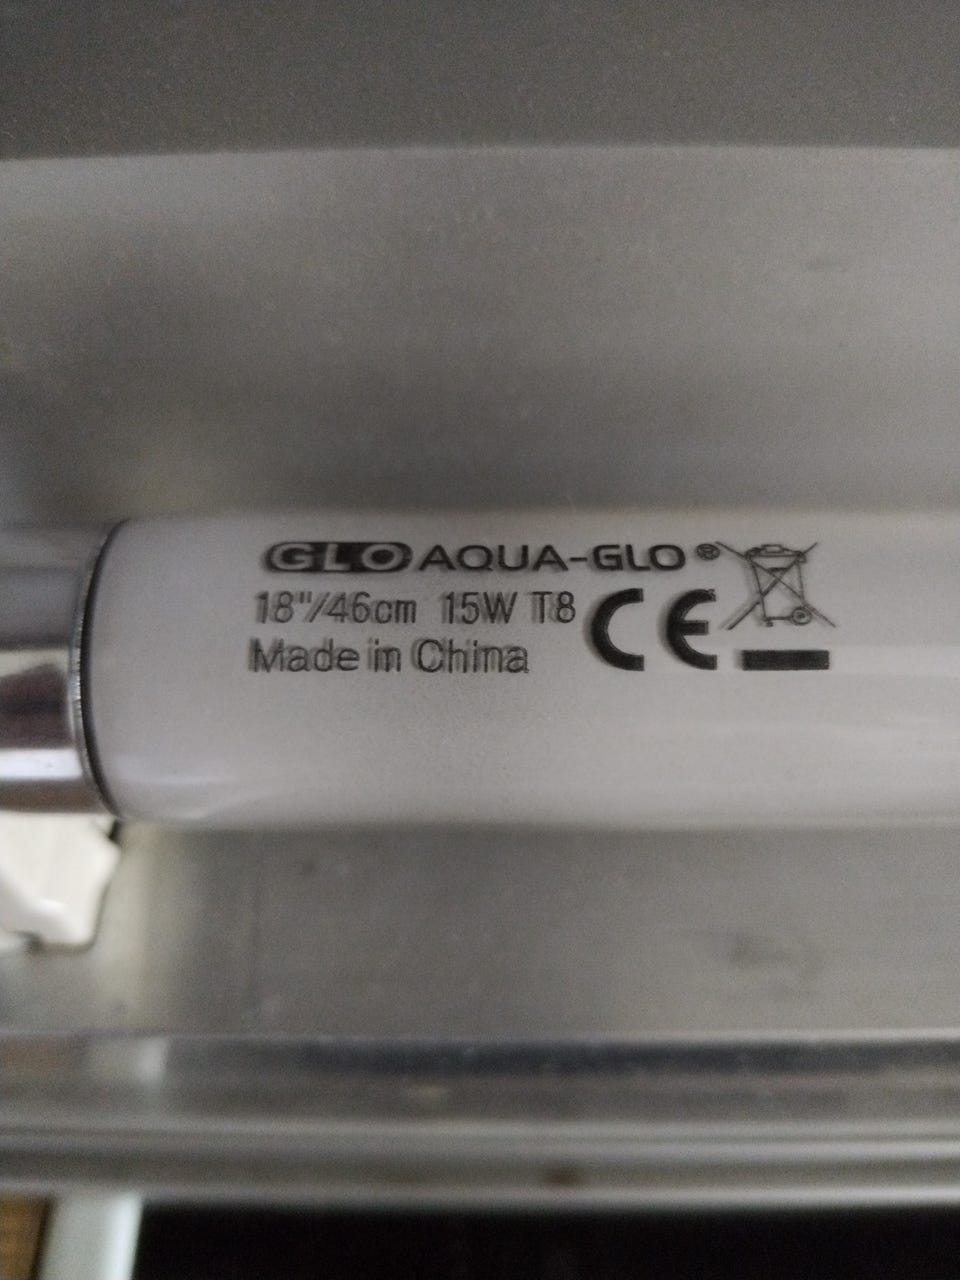 GLO AQUA-GLO®
18"/46cm 15W T8 CE
Made in China